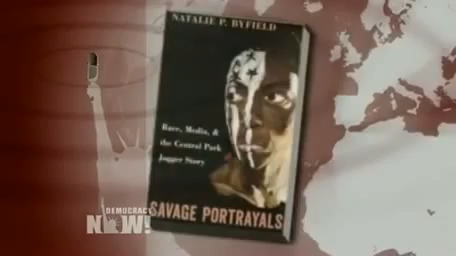 NATALIE P. BYFIELD
Race, Media, &
the Central Park
Jogger Story
SAVAGE PORTRAYALS
DEMOCRACY
NOW!